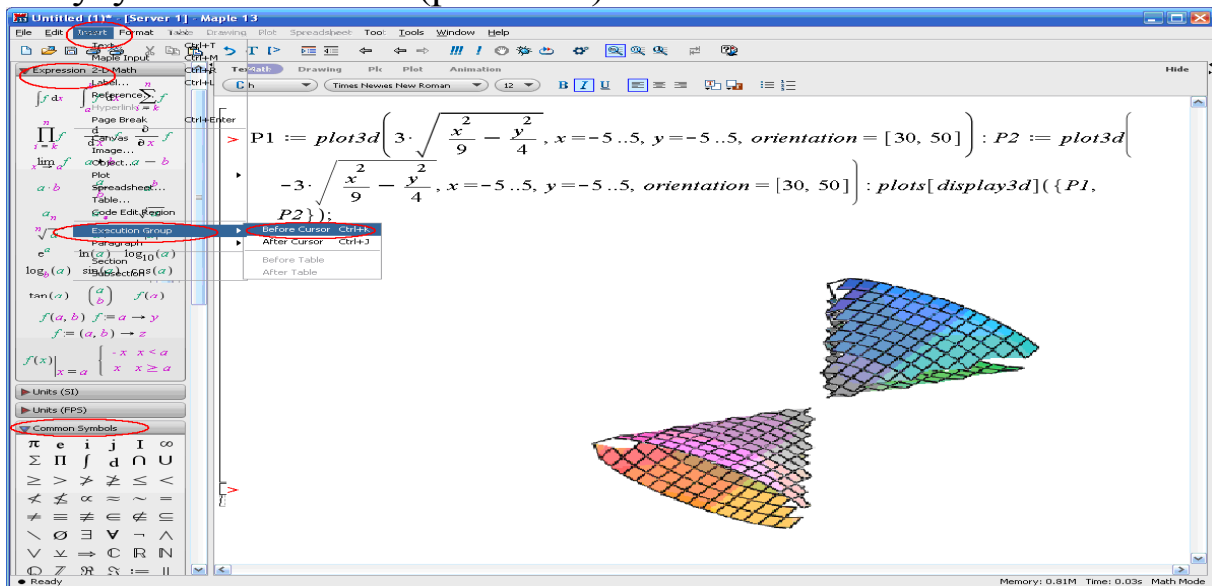 Untitled (1)* - [Server 1] - Maple 13
File Edit Insert Format Table Drawing Plot Spreadsheet Tools Window Help
Text Ctrl+T
Maple Input Ctrl+M
2-D Math Ctrl+R
Label... Ctrl+L
Reference...
Hyperlink...
Page Break Ctrl+Enter
Canvas
Image...
Object...
Plot
Spreadsheet...
Table...
Code Edit Region
Execution Group
Paragraph
Section
Subsection
Before Cursor Ctrl+K
After Cursor Ctrl+J
Before Table
After Table
Expression
Text Math Drawing Plot Animation Hide
Times New Roman 12 B I U
> P1 := plot3d(3·√(x²/9 − y²/4), x=−5..5, y=−5..5, orientation = [30, 50]) : P2 := plot3d(
−3·√(x²/9 − y²/4), x=−5..5, y=−5..5, orientation = [30, 50]) : plots[display3d]({P1,
P2});
>
a · b
ln(a) log₁₀(a)
tan(a) (a b) f(a)
f(a, b) f := a → y
f := (a, b) → z
f(x)| x = a { -x x < a
x x ≥ a
Units (SI)
Units (FPS)
Common Symbols
π e i j I ∞
Σ Π ∫ d ∩ ∪
≥ > ≯ ≱ ≤ <
≮ ≰ ∝ ≈ ~ =
≠ ≡ ≢ ∈ ∉ ⊆
\ Ø ∃ ∀ ¬ ∧
∨ ⊻ ⇒ ℂ ℝ ℕ
ℚ ℤ ℜ ℑ := ||
Ready Memory: 0.81M Time: 0.03s Math Mode